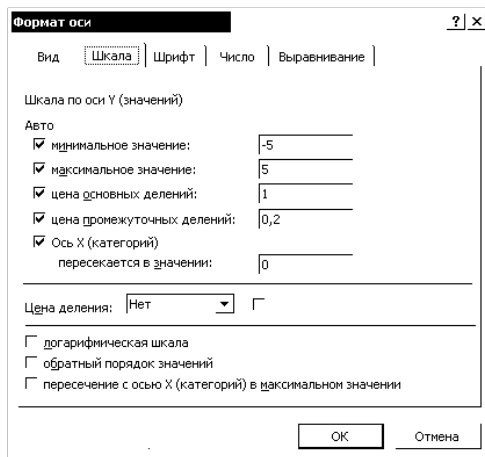 Формат оси ? ×
Вид Шкала Шрифт Число Выравнивание
Шкала по оси Y (значений)
Авто
минимальное значение: -5
максимальное значение: 5
цена основных делений: 1
цена промежуточных делений: 0,2
Ось X (категорий)
пересекается в значении: 0
Цена деления: Нет
логарифмическая шкала
обратный порядок значений
пересечение с осью X (категорий) в максимальном значении
ОК Отмена